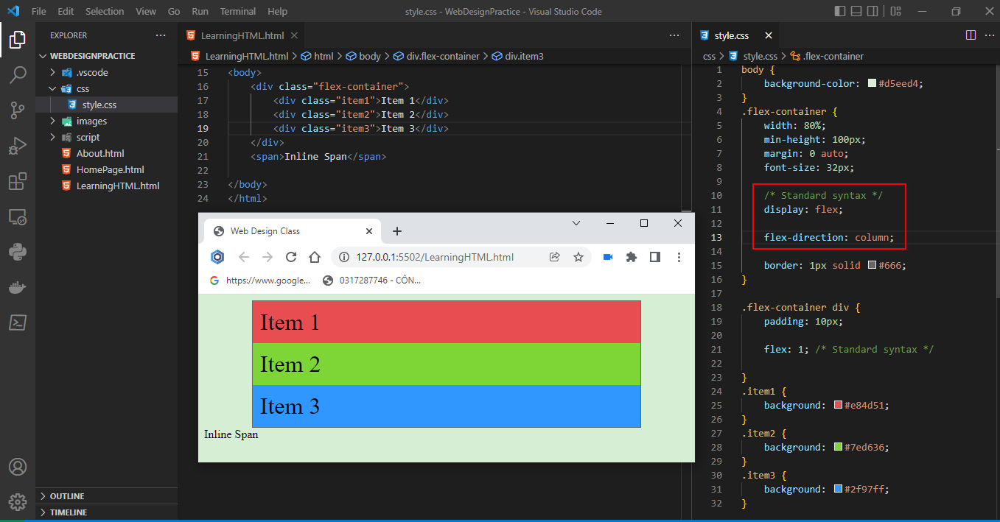 File Edit Selection View Go Run Terminal Help style.css - WebDesignPractice - Visual Studio Code
EXPLORER
WEBDESIGNPRACTICE
.vscode
css
style.css
images
script
About.html
HomePage.html
LearningHTML.html
OUTLINE
TIMELINE
LearningHTML.html
LearningHTML.html > html > body > div.flex-container > div.item3
15 <body>
16 <div class="flex-container">
17 <div class="item1">Item 1</div>
18 <div class="item2">Item 2</div>
19 <div class="item3">Item 3</div>
20 </div>
21 <span>Inline Span</span>
22
23 </body>
24 </html>
Web Design Class
127.0.0.1:5502/LearningHTML.html
https://www.google... 0317287746 - CÔN...
Item 1
Item 2
Item 3
Inline Span
style.css
css > style.css > .flex-container
1 body {
2 background-color: #d5eed4;
3 }
4 .flex-container {
5 width: 80%;
6 min-height: 100px;
7 margin: 0 auto;
8 font-size: 32px;
9
10 /* Standard syntax */
11 display: flex;
12
13 flex-direction: column;
14
15 border: 1px solid #666;
16 }
17
18 .flex-container div {
19 padding: 10px;
20
21 flex: 1; /* Standard syntax */
22
23 }
24 .item1 {
25 background: #e84d51;
26 }
27 .item2 {
28 background: #7ed636;
29 }
30 .item3 {
31 background: #2f97ff;
32 }